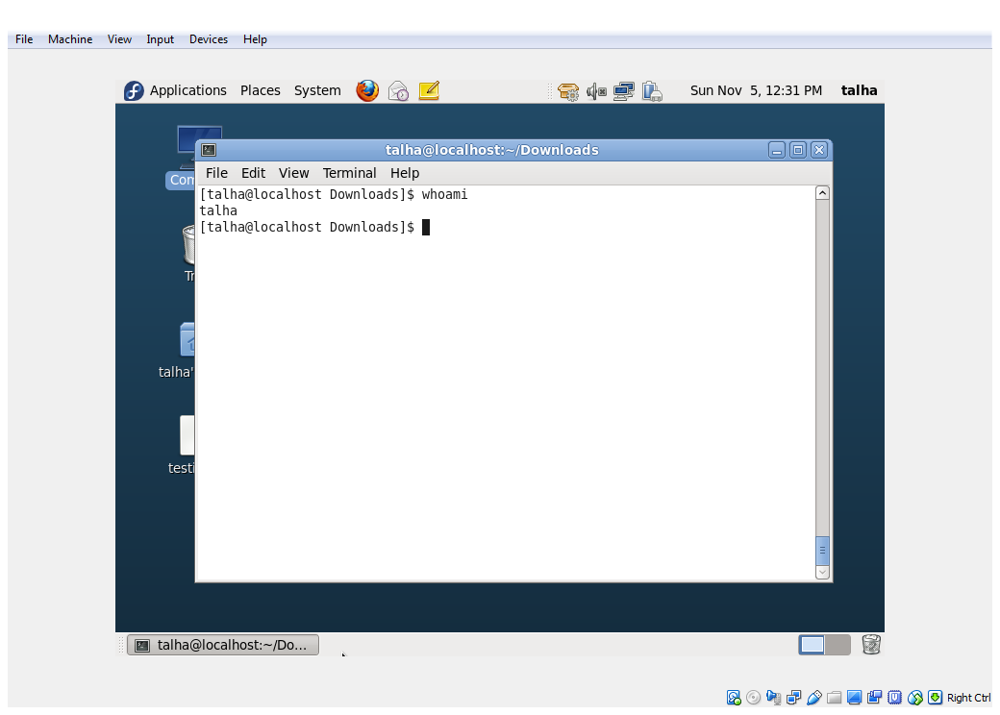 File Machine View Input Devices Help
Applications Places System Sun Nov 5, 12:31 PM talha
talha@localhost:~/Downloads
File Edit View Terminal Help
[talha@localhost Downloads]$ whoami
talha
[talha@localhost Downloads]$
talha'
testi
talha@localhost:~/Do...
Right Ctrl